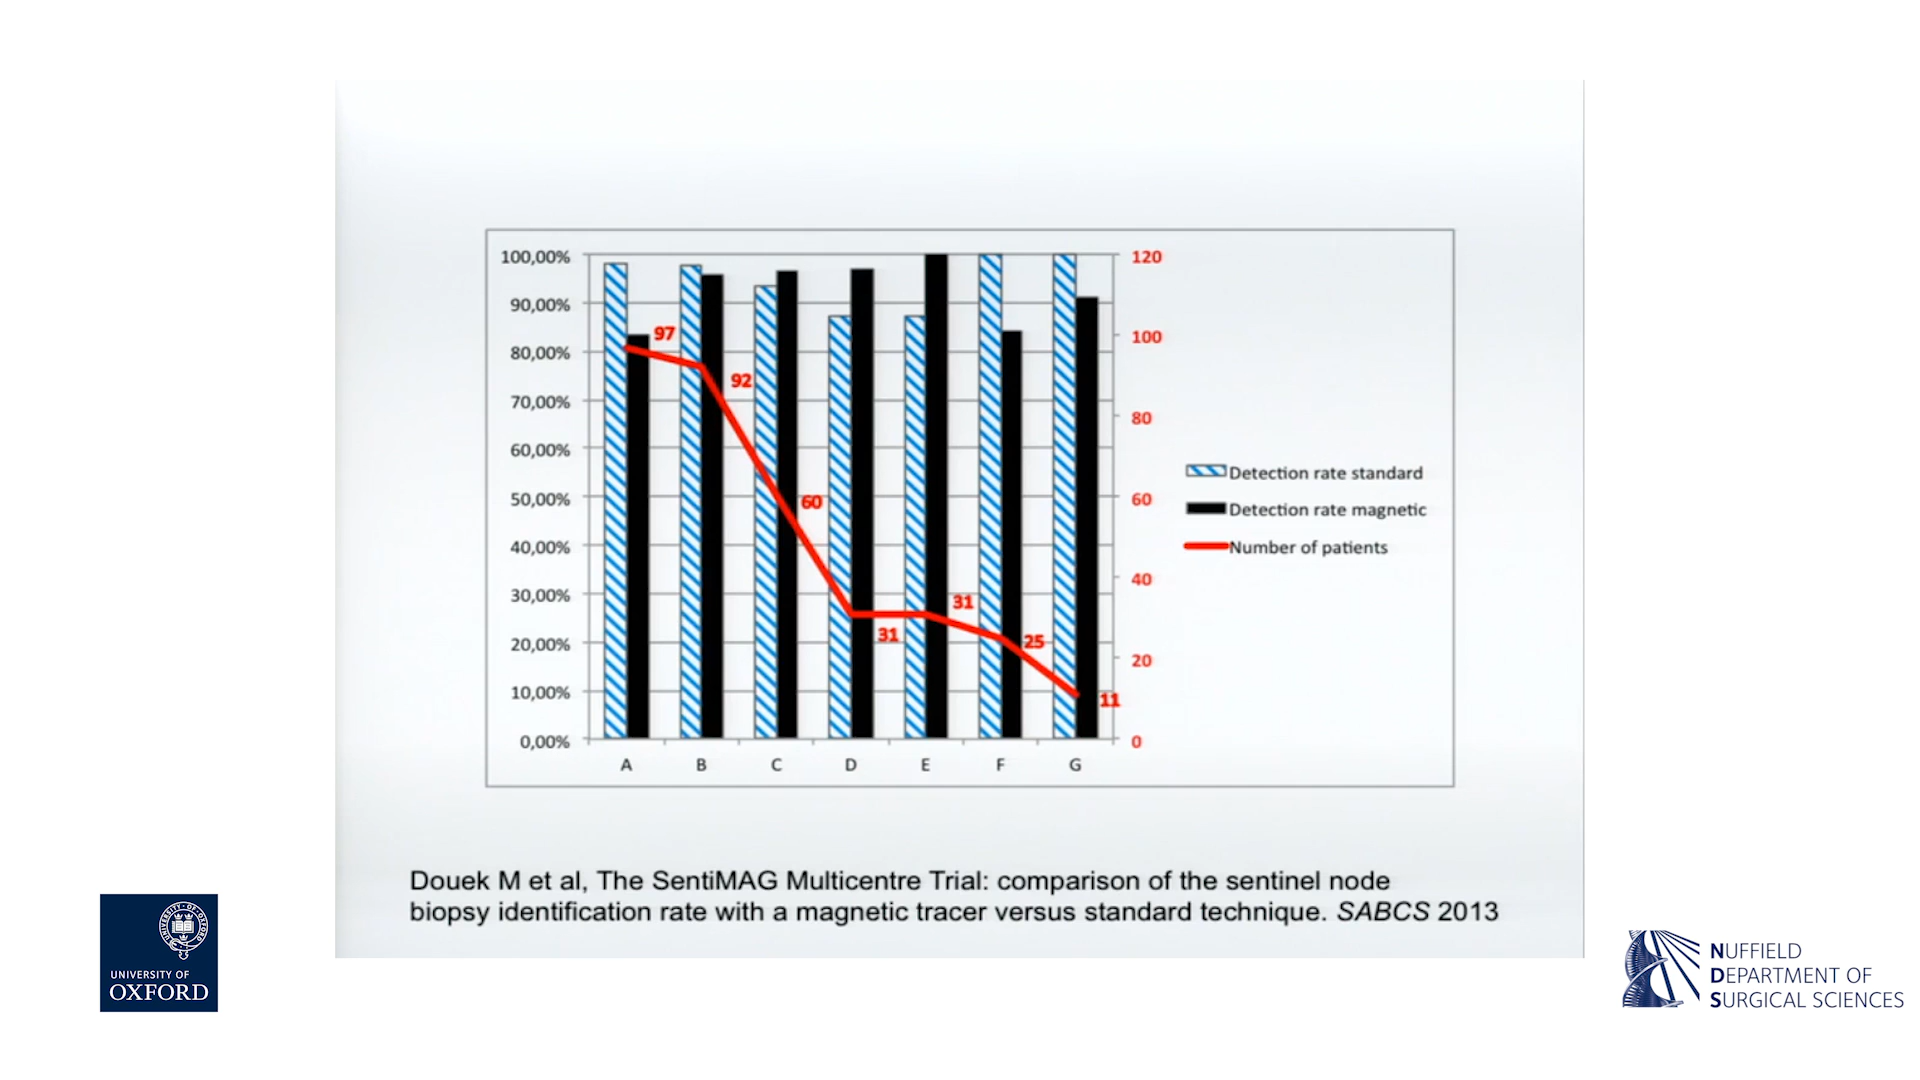 100,00%
90,00%
80,00%
70,00%
60,00%
50,00%
40,00%
30,00%
20,00%
10,00%
0,00%
120
100
80
60
40
20
0
97
92
60
31
31
25
11
A B C D E F G
Detection rate standard
Detection rate magnetic
Number of patients
Douek M et al, The SentiMAG Multicentre Trial: comparison of the sentinel node
biopsy identification rate with a magnetic tracer versus standard technique. SABCS 2013
UNIVERSITY OF
OXFORD
NUFFIELD
DEPARTMENT OF
SURGICAL SCIENCES